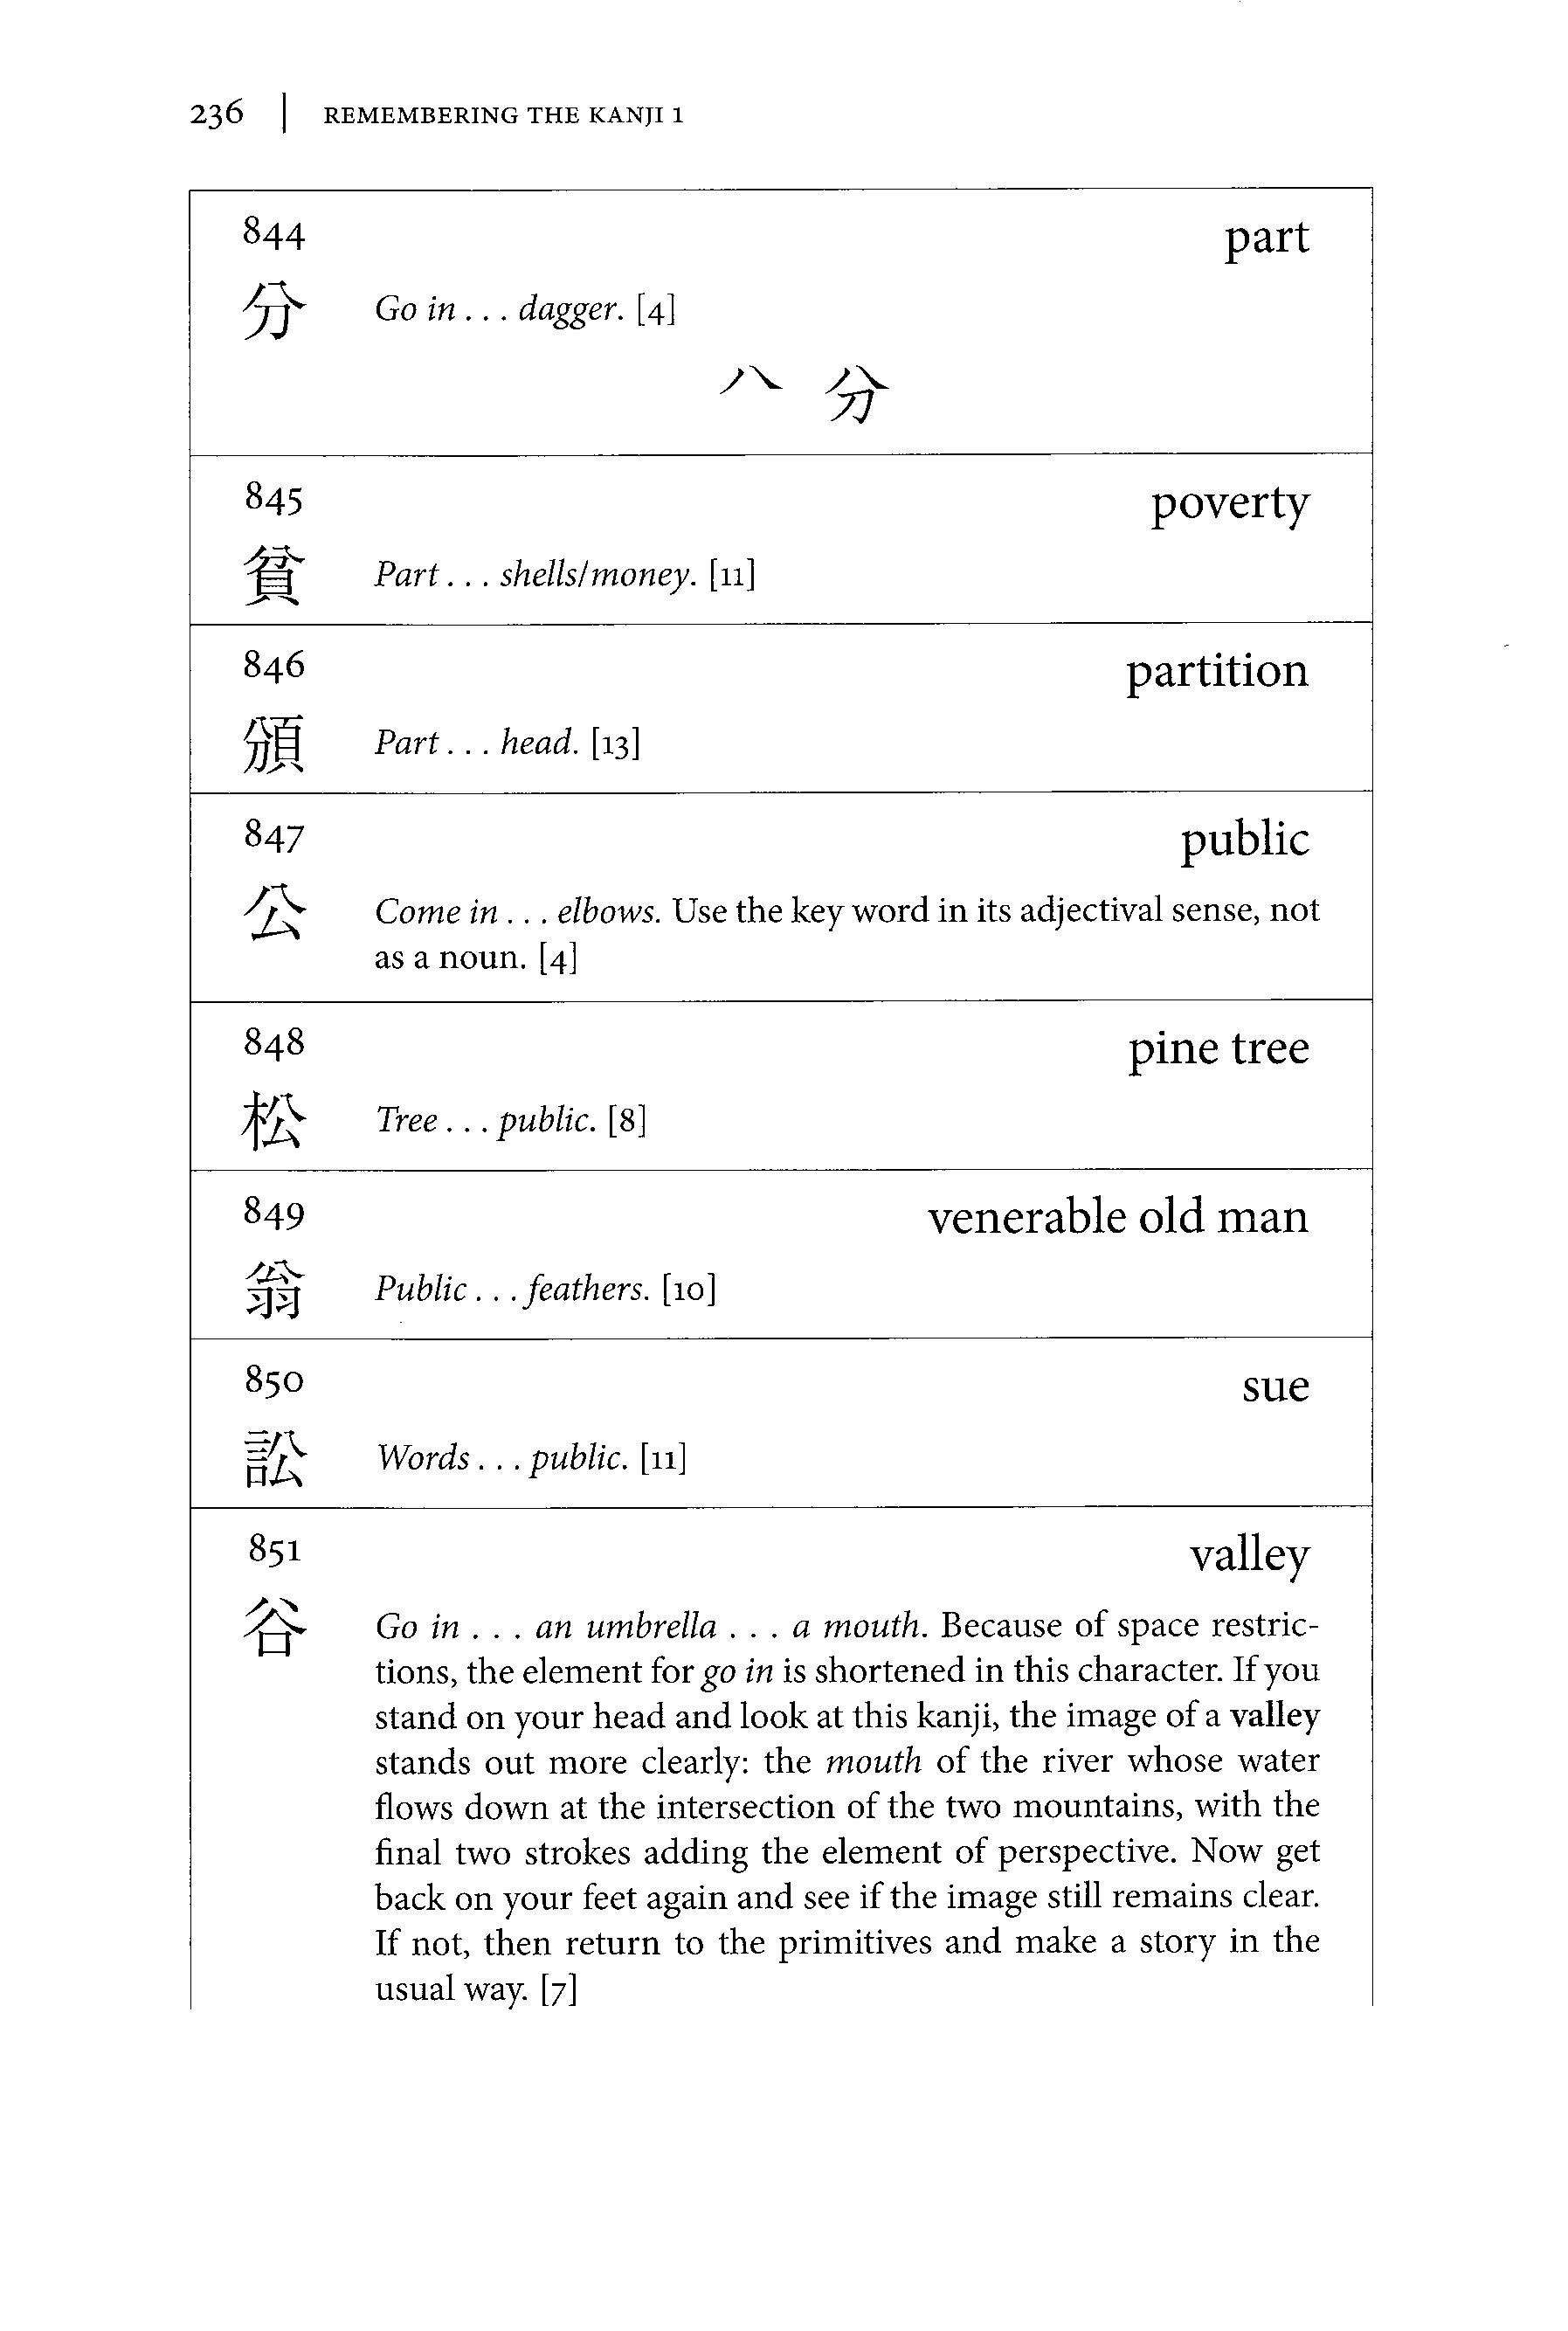 236 | REMEMBERING THE KANJI 1
844 part
分 Go in . . . dagger. [4]
八 分
845 poverty
貧 Part . . . shells/money. [11]
846 partition
頒 Part . . . head. [13]
847 public
公 Come in . . . elbows. Use the key word in its adjectival sense, not
as a noun. [4]
848 pine tree
松 Tree . . . public. [8]
849 venerable old man
翁 Public . . . feathers. [10]
850 sue
訟 Words . . . public. [11]
851 valley
谷 Go in . . . an umbrella . . . a mouth. Because of space restric-
tions, the element for go in is shortened in this character. If you
stand on your head and look at this kanji, the image of a valley
stands out more clearly: the mouth of the river whose water
flows down at the intersection of the two mountains, with the
final two strokes adding the element of perspective. Now get
back on your feet again and see if the image still remains clear.
If not, then return to the primitives and make a story in the
usual way. [7]